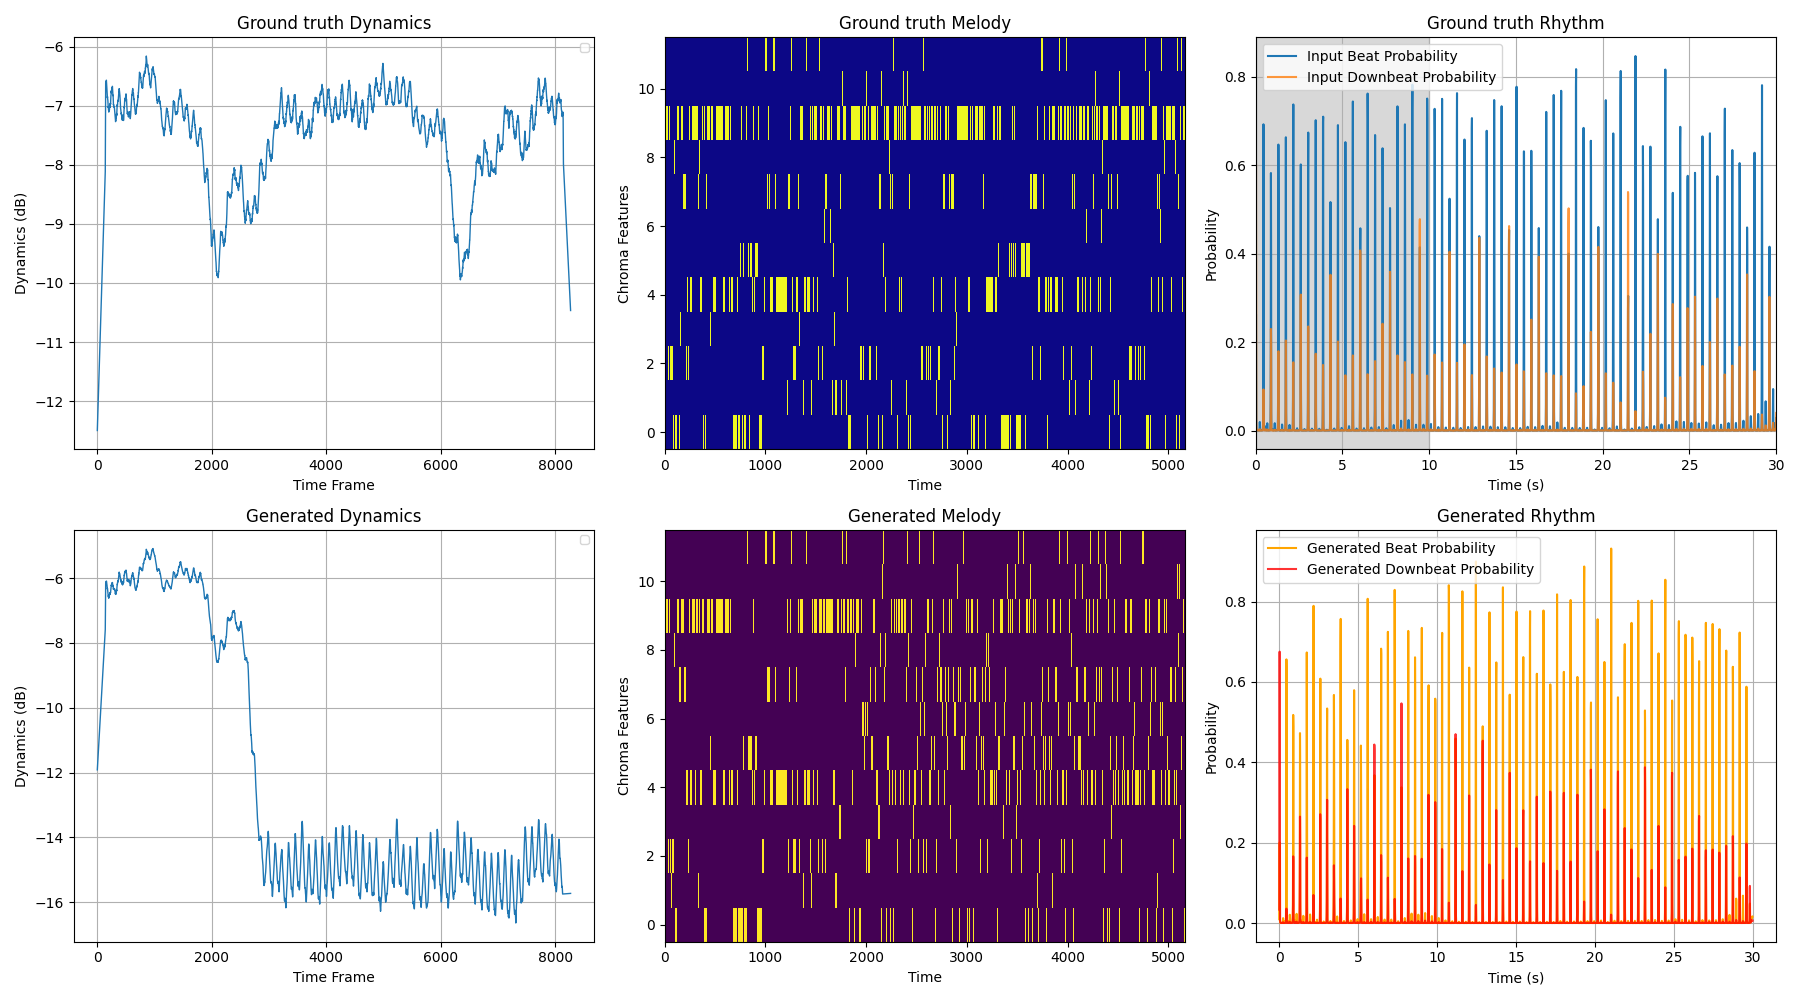 Ground truth Dynamics
Dynamics (dB)
−6
−7
−8
−9
−10
−11
−12
0 2000 4000 6000 8000
Time Frame
Ground truth Melody
Chroma Features
10
8
6
4
2
0
0 1000 2000 3000 4000 5000
Time
Ground truth Rhythm
Input Beat Probability
Input Downbeat Probability
Probability
0.8
0.6
0.4
0.2
0.0
0 5 10 15 20 25 30
Time (s)
Generated Dynamics
Dynamics (dB)
−6
−8
−10
−12
−14
−16
0 2000 4000 6000 8000
Time Frame
Generated Melody
Chroma Features
10
8
6
4
2
0
0 1000 2000 3000 4000 5000
Time
Generated Rhythm
Generated Beat Probability
Generated Downbeat Probability
Probability
0.8
0.6
0.4
0.2
0.0
0 5 10 15 20 25 30
Time (s)